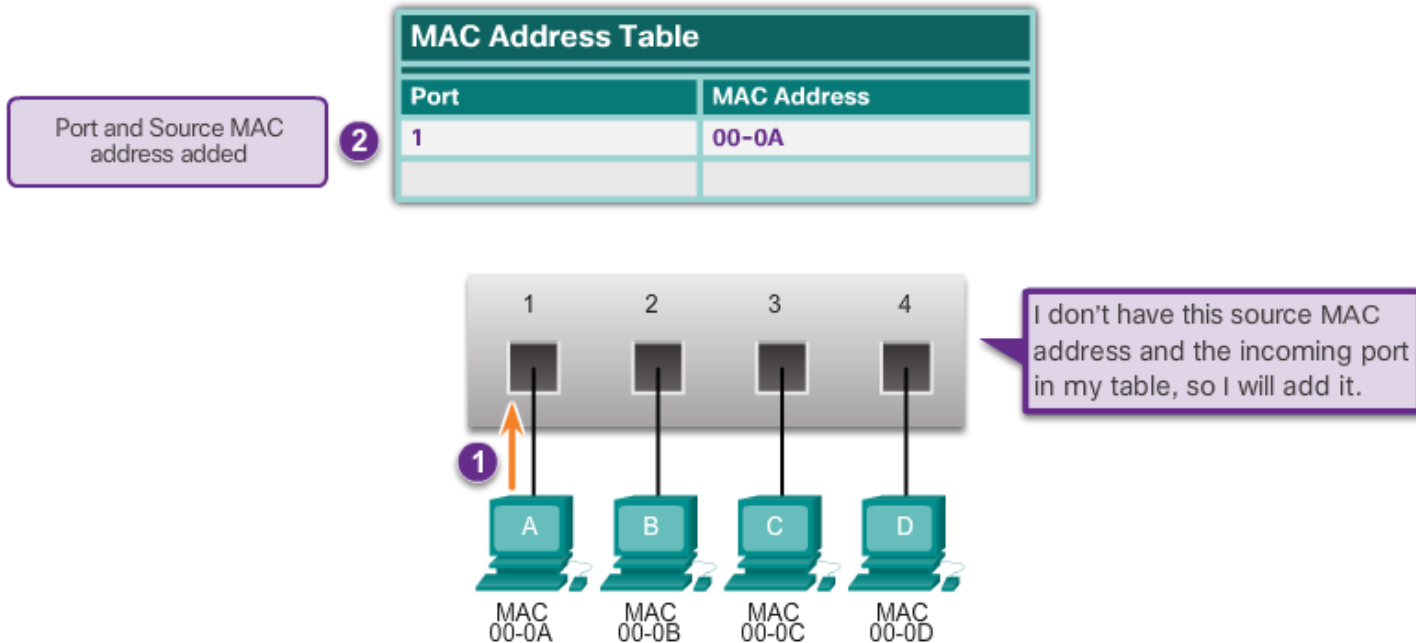 MAC Address Table
Port MAC Address
Port and Source MAC
address added
2
1 00-0A
1 2 3 4
I don't have this source MAC
address and the incoming port
in my table, so I will add it.
1
A B C D
MAC MAC MAC MAC
00-0A 00-0B 00-0C 00-0D